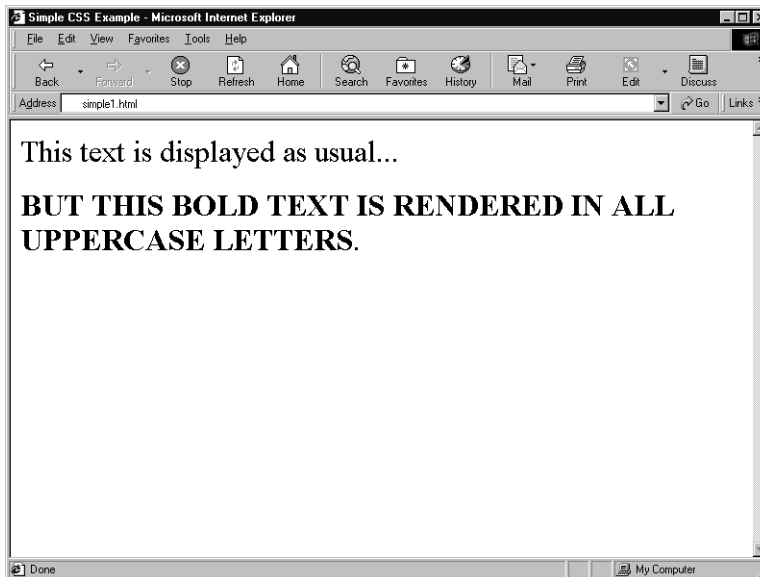 Simple CSS Example - Microsoft Internet Explorer
File Edit View Favorites Tools Help
Back Forward Stop Refresh Home Search Favorites History Mail Print Edit Discuss
Address simple1.html Go Links
This text is displayed as usual...
BUT THIS BOLD TEXT IS RENDERED IN ALL
UPPERCASE LETTERS.
Done My Computer